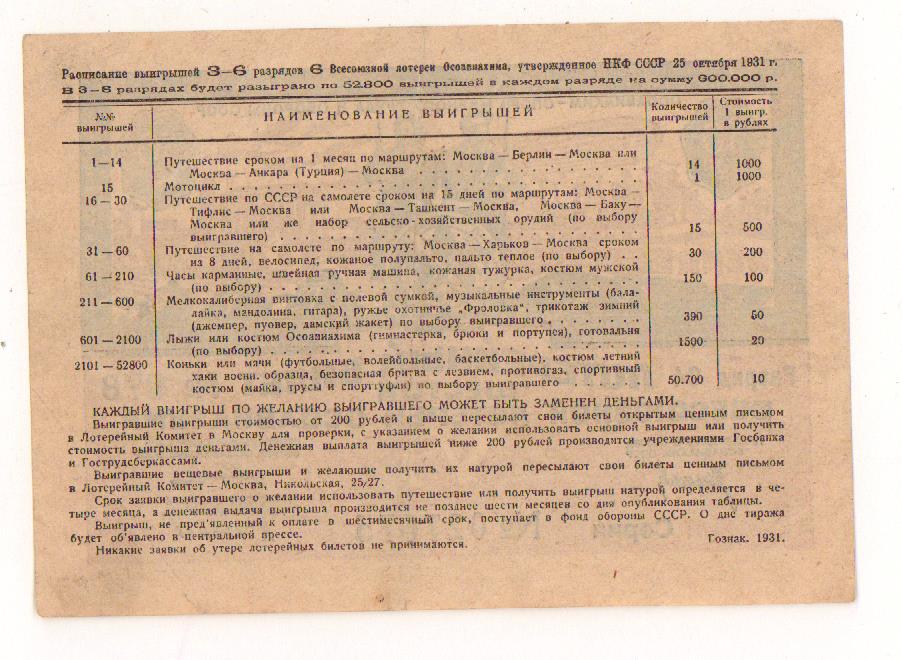 Расписание выигрышей 3—6 разрядов 6 Всесоюзной лотереи Осоавиахима, утвержденное НКФ СССР 25 октября 1931 г.
В 3—6 разрядах будет разыграно по 52.800 выигрышей в каждом разряде на сумму 600.000 р.
№№ выигрышей НАИМЕНОВАНИЕ ВЫИГРЫШЕЙ Количество выигрышей Стоимость 1 выигр. в рублях
1—14 Путешествие сроком на 1 месяц по маршрутам: Москва — Берлин — Москва или
Москва — Анкара (Турция) — Москва . . . . . . . . . . . . . . . . 14 1000
15 Мотоцикл . . . . . . . . . . . . . . . . . . . . . . . . . . . . . . 1 1000
16 — 30 Путешествие по СССР на самолете сроком на 15 дней по маршрутам: Москва —
Тифлис — Москва или Москва — Ташкент — Москва, Москва — Баку —
Москва или же набор сельско-хозяйственных орудий (по выбору
выигравшего) . . . . . . . . . . . . . . . . . . . . . . . . . . 15 500
31 — 60 Путешествие на самолете по маршруту: Москва — Харьков — Москва сроком
из 8 дней, велосипед, кожаное полупальто, пальто теплое (по выбору) . . 30 200
61 — 210 Часы карманные, швейная ручная машина, кожаная тужурка, костюм мужской
(по выбору) . . . . . . . . . . . . . . . . . . . . . . . . . . . 150 100
211 — 600 Мелкокалиберная винтовка с полевой сумкой, музыкальные инструменты (бала-
лайка, мандолина, гитара), ружье охотничье „Фроловка“, трикотаж зимний
(джемпер, пуовер, дамский жакет) по выбору выигравшего . . . . . . . . 390 50
601 — 2100 Лыжи или костюм Осоавиахима (гимнастерка, брюки и портупея), готовальня
(по выбору) . . . . . . . . . . . . . . . . . . . . . . . . . . . 1500 20
2101 — 52800 Коньки или мячи (футбольные, волейбольные, баскетбольные), костюм летний
хаки воени. образца, безопасная бритва с лезвием, противогаз, спортивный
костюм (майка, трусы и спорттуфли) по выбору выигравшего 50.700 10
КАЖДЫЙ ВЫИГРЫШ ПО ЖЕЛАНИЮ ВЫИГРАВШЕГО МОЖЕТ БЫТЬ ЗАМЕНЕН ДЕНЬГАМИ.
Выигравшие выигрыши стоимостью от 200 рублей и выше пересылают свои билеты открытым ценным письмом
в Лотерейный Комитет в Москву для проверки, с указанием о желании использовать основной выигрыш или получить
стоимость выигрыша деньгами. Денежная выплата выигрышей ниже 200 рублей производится учреждениями Госбанка
и Гострудсберкассами.
Выигравшие вещевые выигрыши и желающие получить их натурой пересылают свои билеты ценным письмом
в Лотерейный Комитет — Москва, Никольская, 25/27.
Срок заявки выигравшего о желании использовать путешествие или получить выигрыш натурой определяется в че-
тыре месяца, а денежная выдача выигрыша производится не позднее шести месяцев со дня опубликования таблицы.
Выигрыш, не пред'явленный к оплате в шестимесячный срок, поступает в фонд обороны СССР. О дне тиража
будет об'явлено в центральной прессе.
Никакие заявки об утере лотерейных билетов не принимаются. Гознак. 1931.